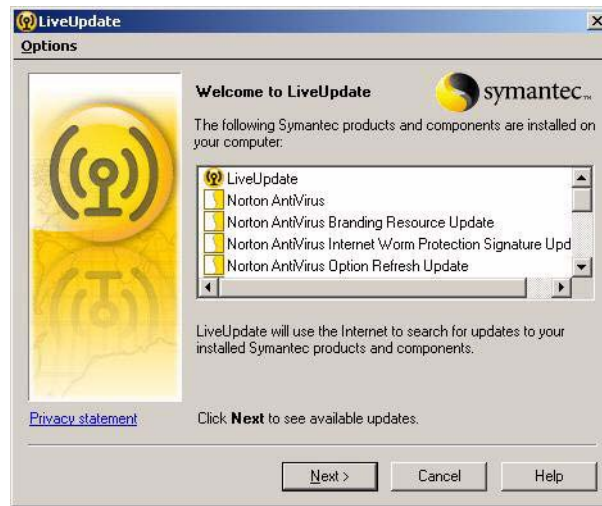 LiveUpdate
Options
Welcome to LiveUpdate
symantec™
The following Symantec products and components are installed on
your computer:
LiveUpdate
Norton AntiVirus
Norton AntiVirus Branding Resource Update
Norton AntiVirus Internet Worm Protection Signature Upd
Norton AntiVirus Option Refresh Update
LiveUpdate will use the Internet to search for updates to your
installed Symantec products and components.
Privacy statement
Click Next to see available updates.
Next >
Cancel
Help